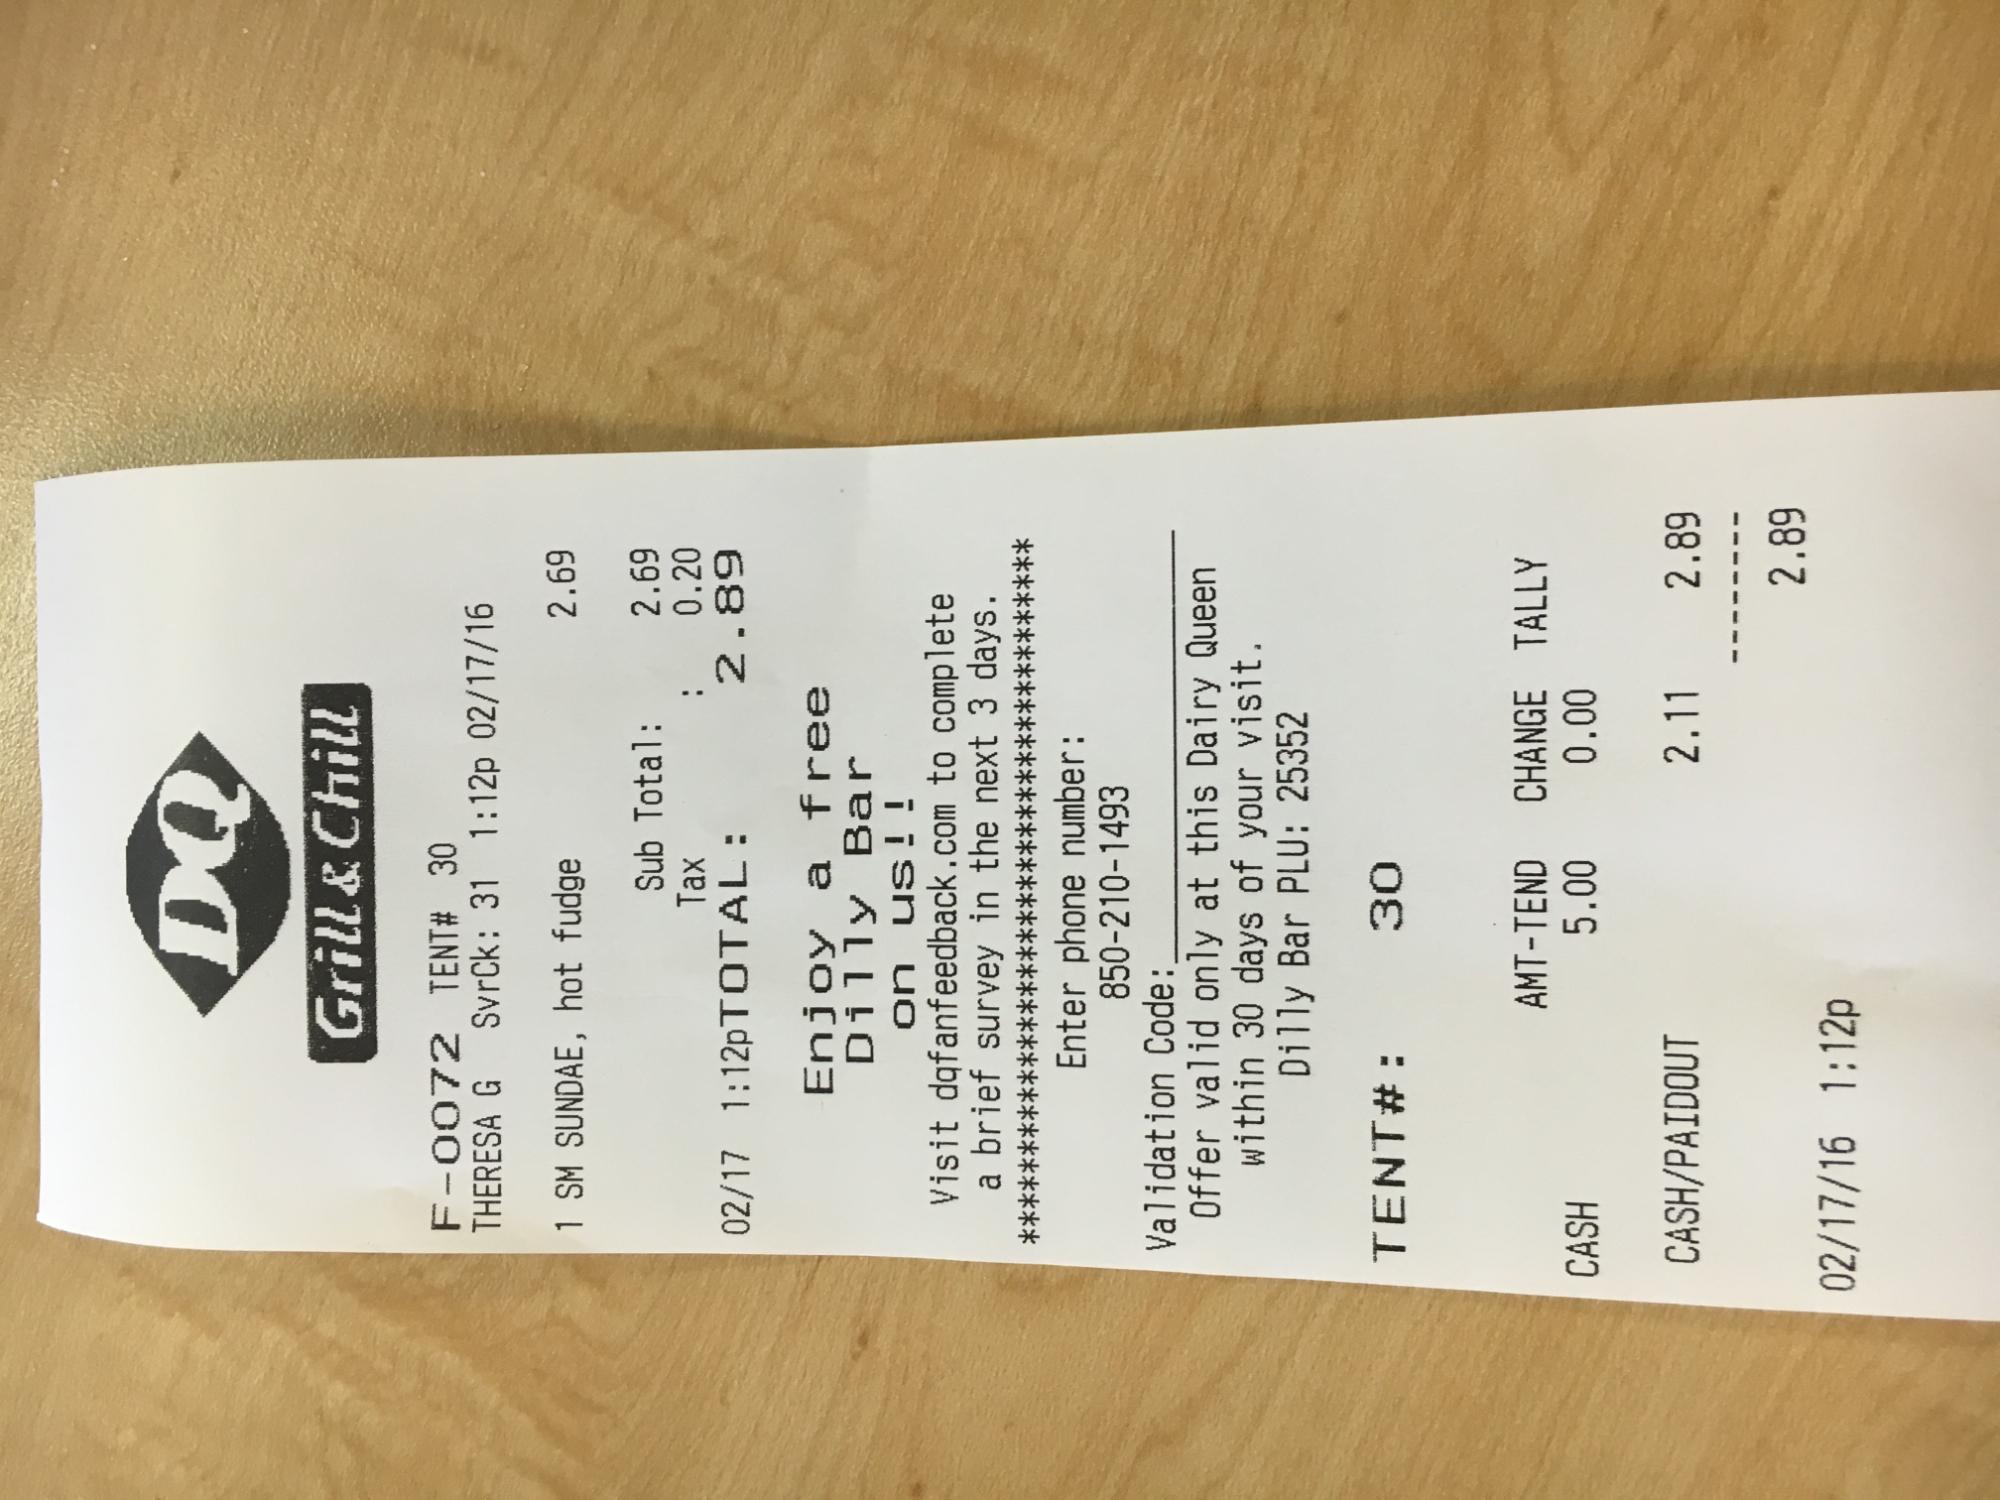 DQ
Grill & Chill
F-0072 TENT# 30
THERESA G SvrCk: 31 1:12p 02/17/16
1 SM SUNDAE, hot fudge 2.69
Sub Total: 2.69
Tax : 0.20
02/17 1:12pTOTAL: 2.89
Enjoy a free
Dilly Bar
on us!!
Visit dqfanfeedback.com to complete
a brief survey in the next 3 days.
****************************************
Enter phone number:
850-210-1493
Validation Code:____________________
Offer valid only at this Dairy Queen
within 30 days of your visit.
Dilly Bar PLU: 25352
TENT#: 30
AMT-TEND CHANGE TALLY
CASH 5.00 0.00
CASH/PAIDOUT 2.11 2.89
--------
2.89
02/17/16 1:12p